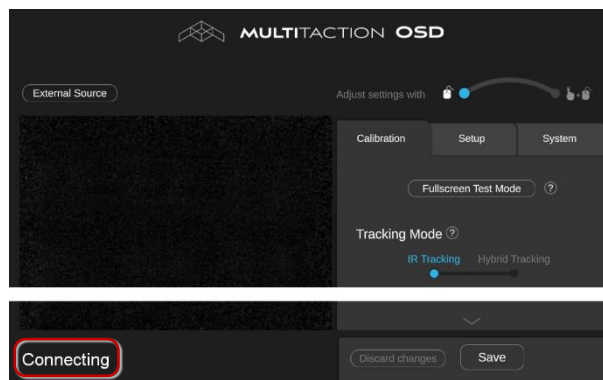 MULTITACTION OSD
External Source
Adjust settings with
Calibration Setup System
Fullscreen Test Mode ?
Tracking Mode ?
IR Tracking Hybrid Tracking
Connecting
Discard changes Save